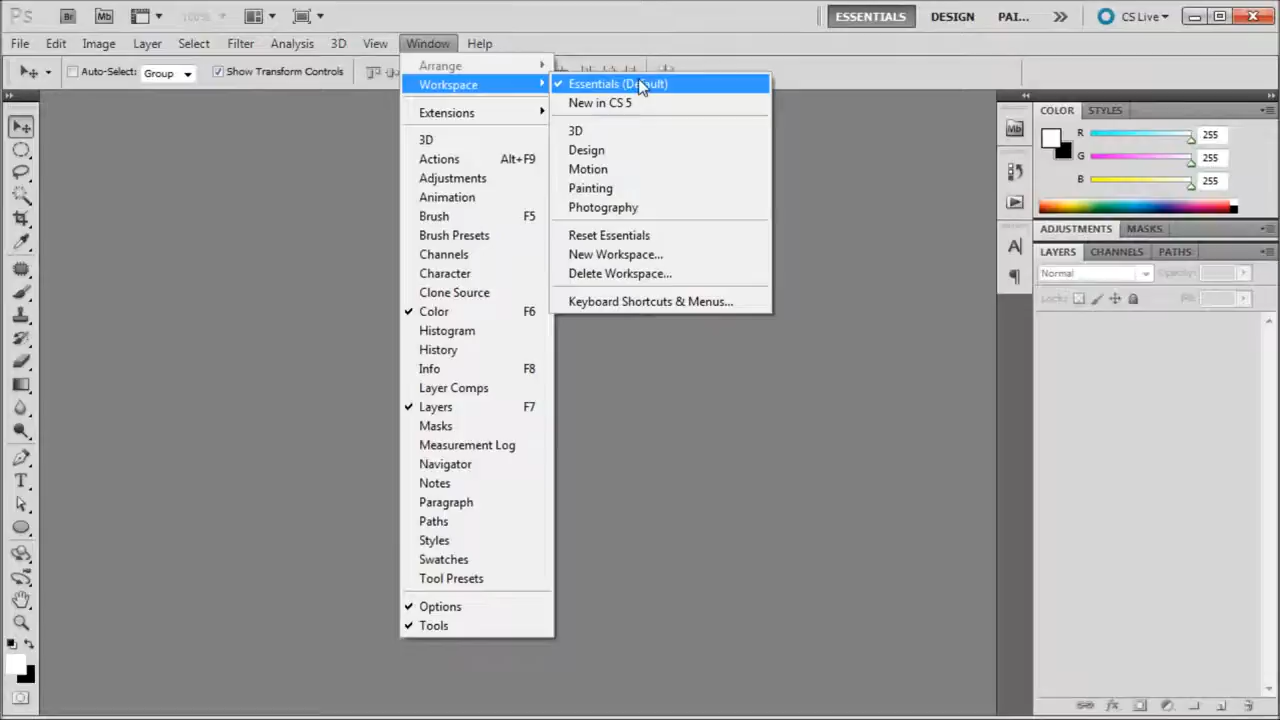 Ps Br Mb 100% ESSENTIALS DESIGN PAI... CS Live
File Edit Image Layer Select Filter Analysis 3D View Window Help
Auto-Select: Group Show Transform Controls
Arrange
Workspace
Extensions
3D
Actions Alt+F9
Adjustments
Animation
Brush F5
Brush Presets
Channels
Character
Clone Source
Color F6
Histogram
History
Info F8
Layer Comps
Layers F7
Masks
Measurement Log
Navigator
Notes
Paragraph
Paths
Styles
Swatches
Tool Presets
Options
Tools
Essentials (Default)
New in CS 5
3D
Design
Motion
Painting
Photography
Reset Essentials
New Workspace...
Delete Workspace...
Keyboard Shortcuts & Menus...
Mb
COLOR STYLES
R 255
G 255
B 255
ADJUSTMENTS MASKS
LAYERS CHANNELS PATHS
Normal Opacity:
Lock: Fill: